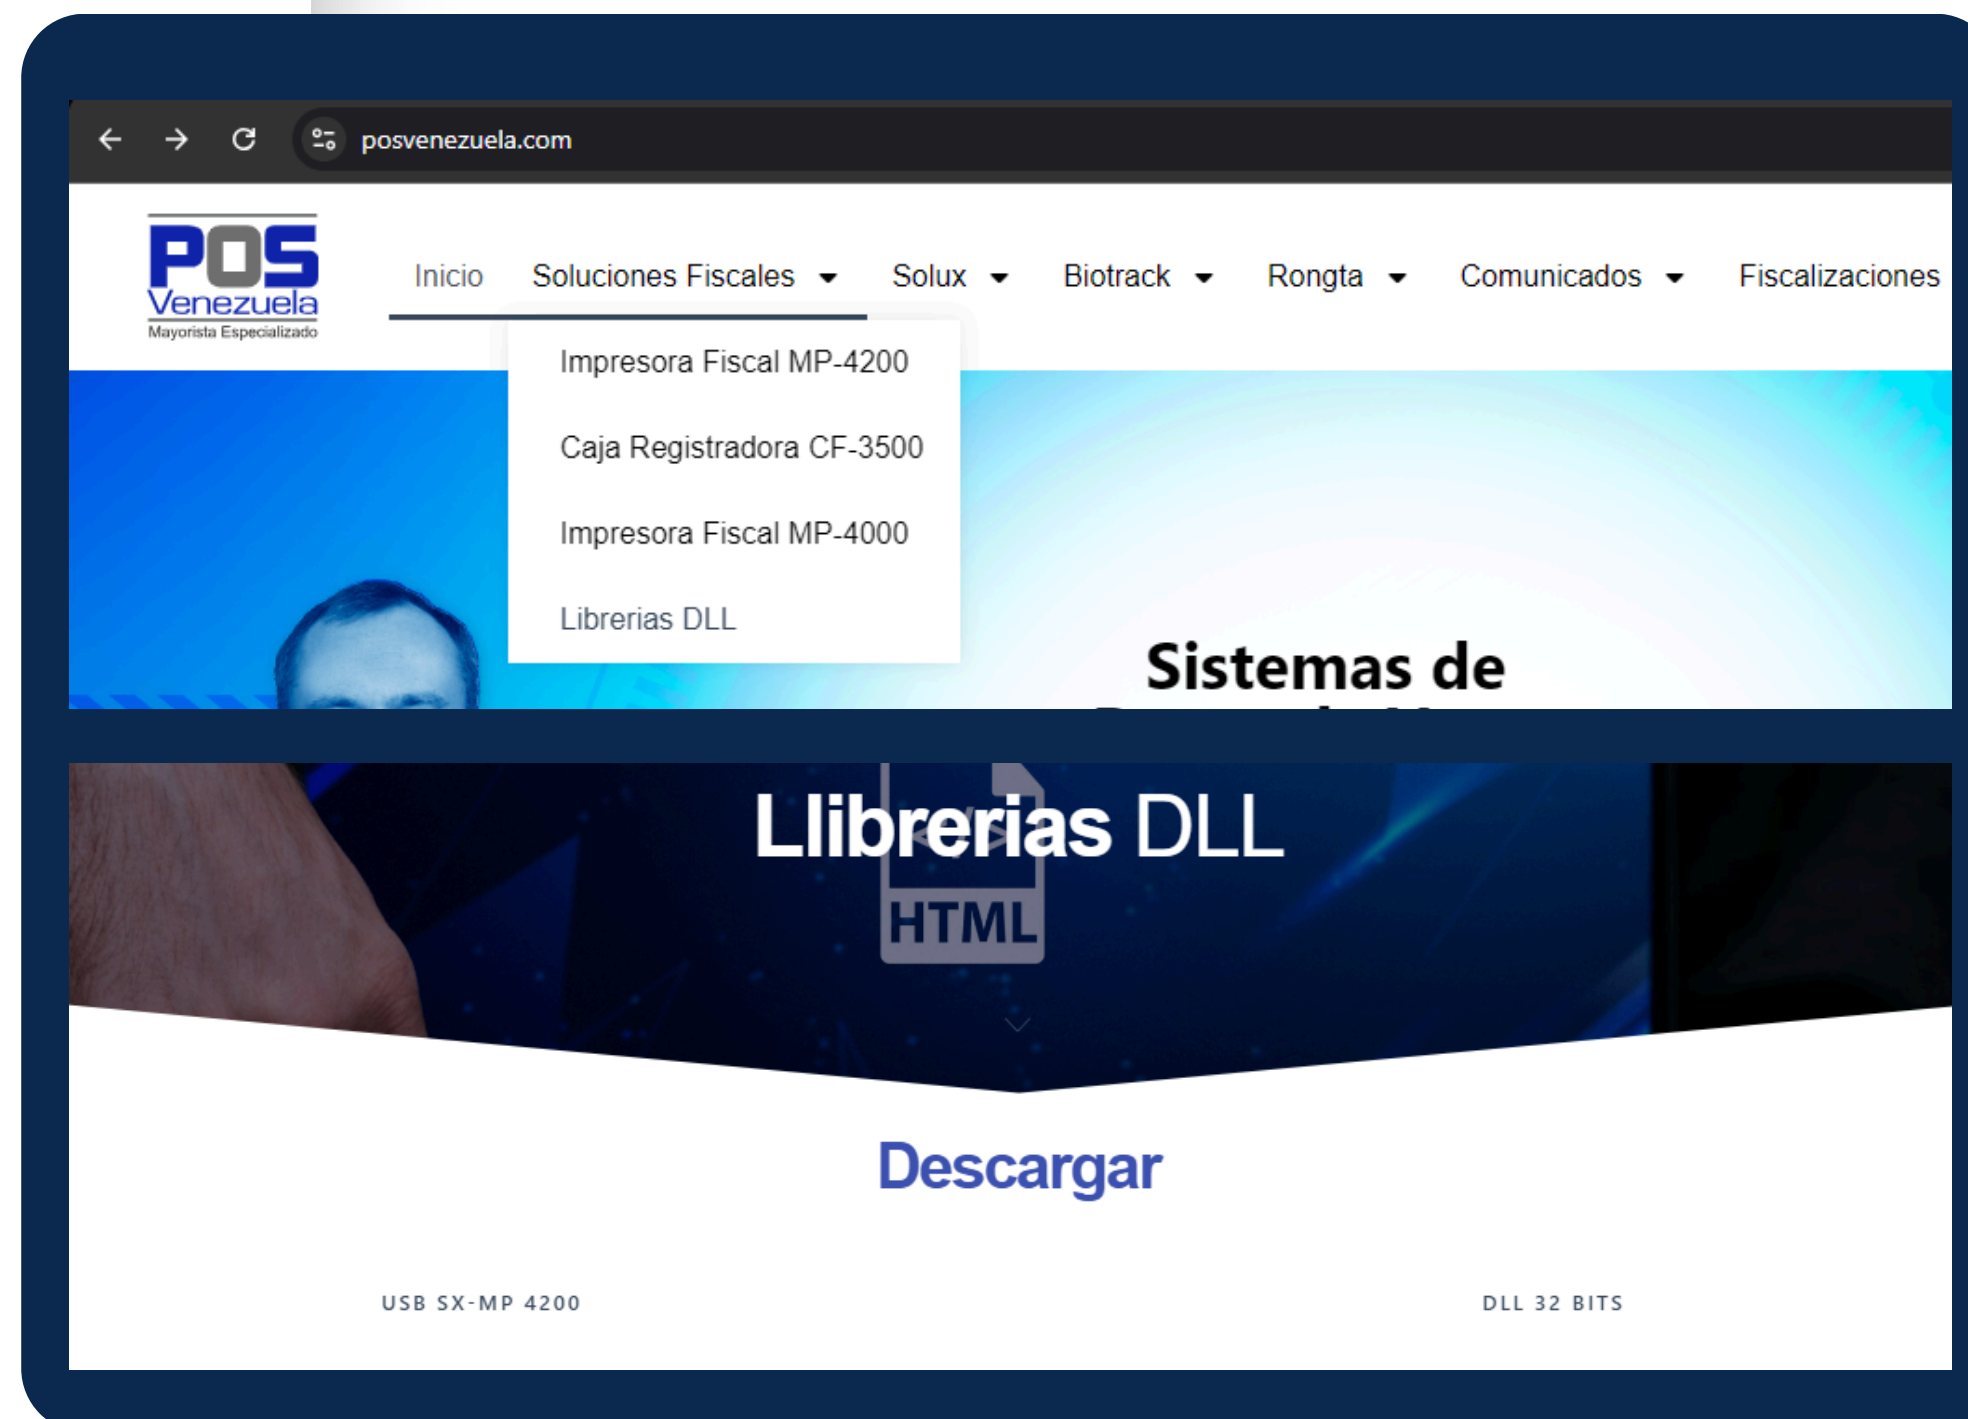 posvenezuela.com
POS
Venezuela
Mayorista Especializado
Inicio
Soluciones Fiscales
Solux
Biotrack
Rongta
Comunicados
Fiscalizaciones
Impresora Fiscal MP-4200
Caja Registradora CF-3500
Impresora Fiscal MP-4000
Librerias DLL
Sistemas de
Llibrerias DLL
</>
HTML
Descargar
USB SX-MP 4200
DLL 32 BITS